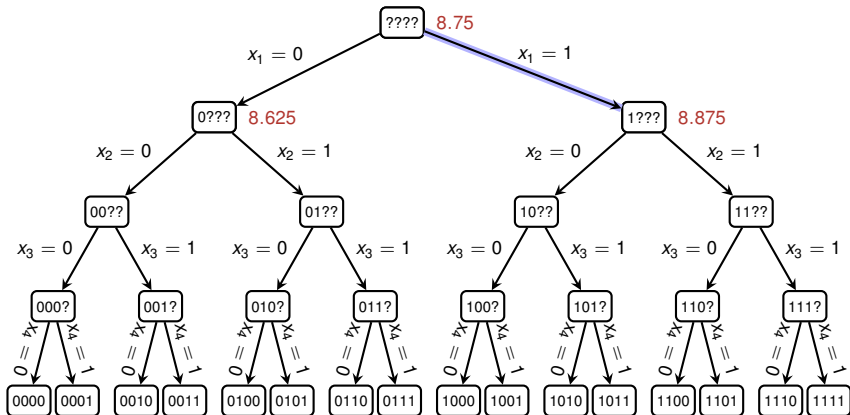 ???? 8.75
x₁ = 0 x₁ = 1
0??? 8.625 1??? 8.875
x₂ = 0 x₂ = 1 x₂ = 0 x₂ = 1
00?? 01?? 10?? 11??
x₃ = 0 x₃ = 1 x₃ = 0 x₃ = 1 x₃ = 0 x₃ = 1 x₃ = 0 x₃ = 1
000? 001? 010? 011? 100? 101? 110? 111?
x₄ = 0 x₄ = 1 x₄ = 0 x₄ = 1 x₄ = 0 x₄ = 1 x₄ = 0 x₄ = 1 x₄ = 0 x₄ = 1 x₄ = 0 x₄ = 1 x₄ = 0 x₄ = 1 x₄ = 0 x₄ = 1
0000 0001 0010 0011 0100 0101 0110 0111 1000 1001 1010 1011 1100 1101 1110 1111